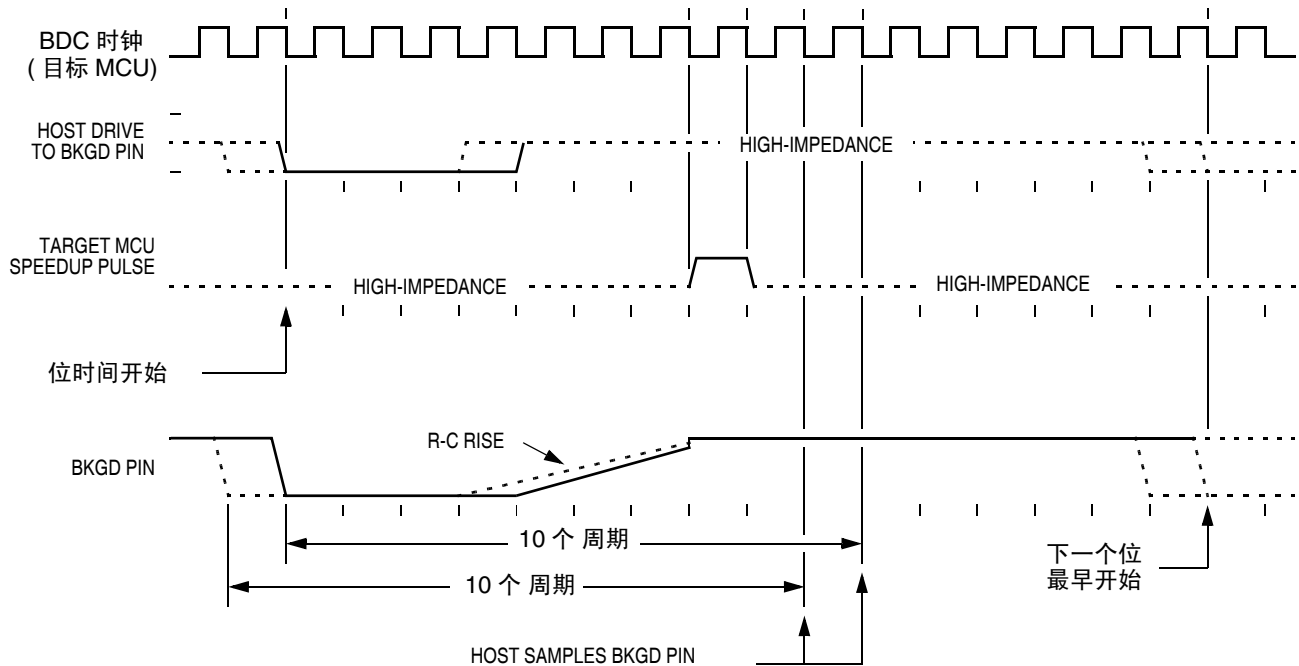 BDC 时钟
( 目标 MCU)
HOST DRIVE
TO BKGD PIN
HIGH-IMPEDANCE
TARGET MCU
SPEEDUP PULSE
HIGH-IMPEDANCE
HIGH-IMPEDANCE
位时间开始
R-C RISE
BKGD PIN
10 个 周期
10 个 周期
下一个位
最早开始
HOST SAMPLES BKGD PIN